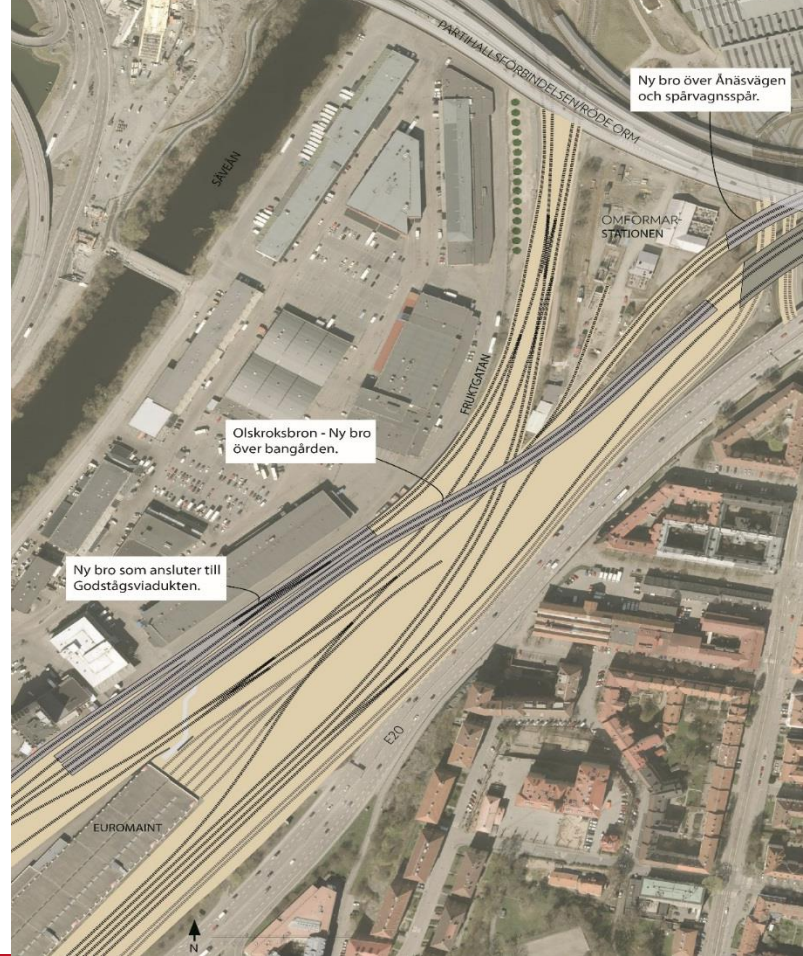 PARTIHALLSFÖRBINDELSEN/RÖDE ORM
Ny bro över Ånäsvägen
och spårvagnsspår.
SÄVEÅN
OMFORMAR-
STATIONEN
FRUKTGATAN
Olskroksbron - Ny bro
över bangården.
Ny bro som ansluter till
Godstågsviadukten.
E20
EUROMAINT
N